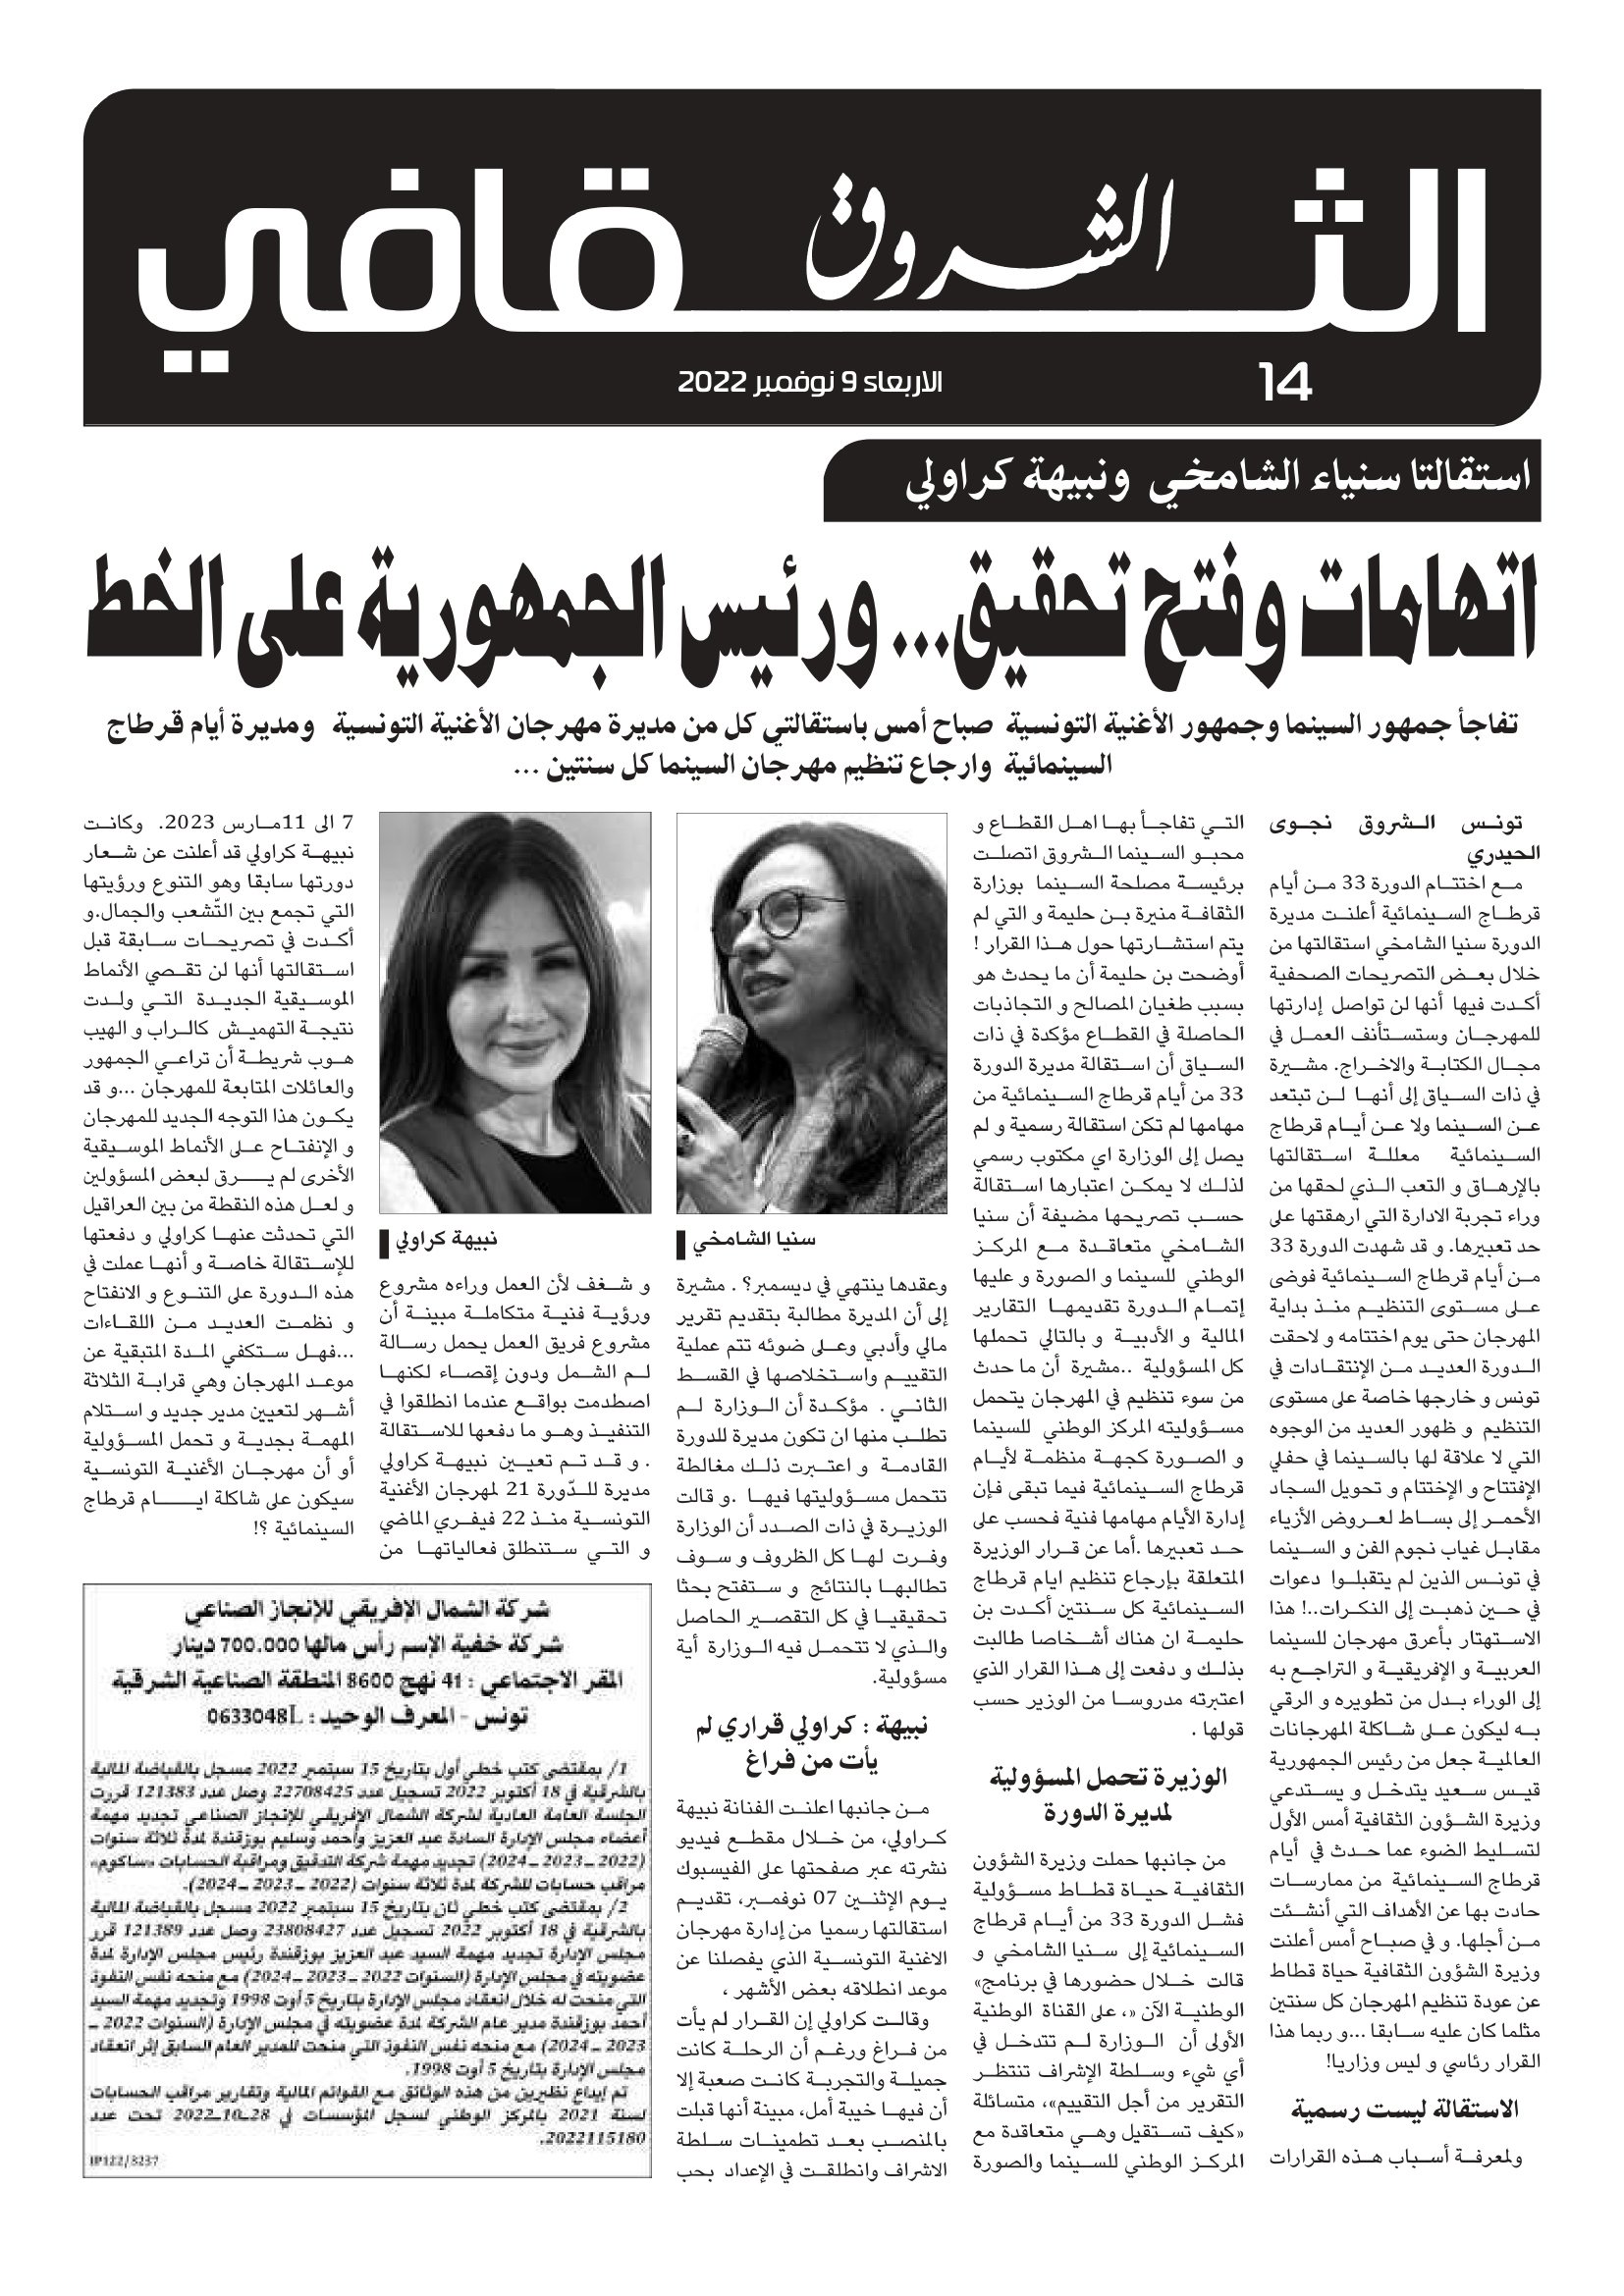 الثقافي
الشروق
14
الاربعاء 9 نوفمبر 2022
استقالتا سنياء الشامخي ونبيهة كراولي
اتهامات وفتح تحقيق... ورئيس الجمهورية على الخط
تفاجأ جمهور السينما وجمهور الأغنية التونسية صباح أمس باستقالتي كل من مديرة مهرجان الأغنية التونسية ومديرة أيام قرطاج
السينمائية وارجاع تنظيم مهرجان السينما كل سنتين ...
تونس الشروق نجوى
الحيدري
مع اختتام الدورة 33 من أيام
قرطاج السينمائية أعلنت مديرة
الدورة سنيا الشامخي استقالتها من
خلال بعض التصريحات الصحفية
أكدت فيها أنها لن تواصل إدارتها
للمهرجان وستستأنف العمل في
مجال الكتابة والاخراج. مشيرة
في ذات السياق إلى أنها لن تبتعد
عن السينما ولا عن أيام قرطاج
السينمائية معللة استقالتها
بالإرهاق و التعب الذي لحقها من
وراء تجربة الادارة التي ارهقتها على
حد تعبيرها. و قد شهدت الدورة 33
من أيام قرطاج السينمائية فوضى
على مستوى التنظيم منذ بداية
المهرجان حتى يوم اختتامه و لاحقت
الدورة العديد من الإنتقادات في
تونس و خارجها خاصة على مستوى
التنظيم و ظهور العديد من الوجوه
التي لا علاقة لها بالسينما في حفلي
الإفتتاح و الإختتام و تحويل السجاد
الأحمر إلى بساط لعروض الأزياء
مقابل غياب نجوم الفن و السينما
في تونس الذين لم يتقبلوا دعوات
في حين ذهبت إلى النكرات..! هذا
الاستهتار بأعرق مهرجان للسينما
العربية و الإفريقية و التراجع به
إلى الوراء بدل من تطويره و الرقي
به ليكون على شاكلة المهرجانات
العالمية جعل من رئيس الجمهورية
قيس سعيد يتدخل و يستدعي
وزيرة الشؤون الثقافية أمس الأول
لتسليط الضوء عما حدث في أيام
قرطاج السينمائية من ممارسات
حادت بها عن الأهداف التي أنشئت
من أجلها. و في صباح أمس أعلنت
وزيرة الشؤون الثقافية حياة قطاط
عن عودة تنظيم المهرجان كل سنتين
مثلما كان عليه سابقا ...و ربما هذا
القرار رئاسي و ليس وزاريا!
الاستقالة ليست رسمية
ولمعرفة أسباب هذه القرارات
التي تفاجأ بها اهل القطاع و
محبو السينما الشروق اتصلت
برئيسة مصلحة السينما بوزارة
الثقافة منيرة بن حليمة و التي لم
يتم استشارتها حول هذا القرار !
أوضحت بن حليمة أن ما يحدث هو
بسبب طغيان المصالح و التجاذبات
الحاصلة في القطاع مؤكدة في ذات
السياق أن استقالة مديرة الدورة
33 من أيام قرطاج السينمائية من
مهامها لم تكن استقالة رسمية و لم
يصل إلى الوزارة اي مكتوب رسمي
لذلك لا يمكن اعتبارها استقالة
حسب تصريحها مضيفة أن سنيا
الشامخي متعاقدة مع المركز
الوطني للسينما و الصورة و عليها
إتمام الدورة تقديمها التقارير
المالية و الأدبية و بالتالي تحملها
كل المسؤولية ..مشيرة أن ما حدث
من سوء تنظيم في المهرجان يتحمل
مسؤوليته المركز الوطني للسينما
و الصورة كجهة منظمة لأيام
قرطاج السينمائية فيما تبقى فإن
إدارة الأيام مهامها فنية فحسب على
حد تعبيرها .أما عن قرار الوزيرة
المتعلقة بإرجاع تنظيم ايام قرطاج
السينمائية كل سنتين أكدت بن
حليمة ان هناك أشخاصا طالبت
بذلك و دفعت إلى هذا القرار الذي
اعتبرته مدروسا من الوزير حسب
قولها .
الوزيرة تحمل المسؤولية
لمديرة الدورة
من جانبها حملت وزيرة الشؤون
الثقافية حياة قطاط مسؤولية
فشل الدورة 33 من أيام قرطاج
السينمائية إلى سنيا الشامخي و
قالت خلال حضورها في برنامج»
الوطنية الآن «، على القناة الوطنية
الأولى أن الوزارة لم تتدخل في
أي شيء وسلطة الإشراف تنتظر
التقرير من أجل التقييم»، متسائلة
«كيف تستقيل وهي متعاقدة مع
المركز الوطني للسينما والصورة
سنيا الشامخي
وعقدها ينتهي في ديسمبر؟ . مشيرة
إلى أن المديرة مطالبة بتقديم تقرير
مالي وأدبي وعلى ضوئه تتم عملية
التقييم واستخلاصها في القسط
الثاني . مؤكدة أن الوزارة لم
تطلب منها ان تكون مديرة للدورة
القادمة و اعتبرت ذلك مغالطة
تتحمل مسؤوليتها فيها .و قالت
الوزيرة في ذات الصدد أن الوزارة
وفرت لها كل الظروف و سوف
تطالبها بالنتائج و ستفتح بحثا
تحقيقيا في كل التقصير الحاصل
والذي لا تتحمل فيه الوزارة أية
مسؤولية.
نبيهة : كراولي قراري لم
يأت من فراغ
من جانبها اعلنت الفنانة نبيهة
كراولي، من خلال مقطع فيديو
نشرته عبر صفحتها على الفيسبوك
يوم الإثنين 07 نوفمبر، تقديم
استقالتها رسميا من إدارة مهرجان
الاغنية التونسية الذي يفصلنا عن
موعد انطلاقه بعض الأشهر ،
وقالت كراولي إن القرار لم يأت
من فراغ ورغم أن الرحلة كانت
جميلة والتجربة كانت صعبة إلا
أن فيها خيبة أمل، مبينة أنها قبلت
بالمنصب بعد تطمينات سلطة
الاشراف وانطلقت في الإعداد بحب
نبيهة كراولي
و شغف لأن العمل وراءه مشروع
ورؤية فنية متكاملة مبينة أن
مشروع فريق العمل يحمل رسالة
لم الشمل ودون إقصاء لكنها
اصطدمت بواقع عندما انطلقوا في
التنفيذ وهو ما دفعها للاستقالة
. و قد تم تعيين نبيهة كراولي
مديرة للدّورة 21 لمهرجان الأغنية
التونسية منذ 22 فيفري الماضي
و التي ستنطلق فعالياتها من
7 الى 11مارس 2023. وكانت
نبيهة كراولي قد أعلنت عن شعار
دورتها سابقا وهو التنوع ورؤيتها
التي تجمع بين التّشعب والجمال.و
أكدت في تصريحات سابقة قبل
استقالتها أنها لن تقصي الأنماط
الموسيقية الجديدة التي ولدت
نتيجة التهميش كالراب و الهيب
هوب شريطة أن تراعي الجمهور
والعائلات المتابعة للمهرجان ...و قد
يكون هذا التوجه الجديد للمهرجان
و الإنفتاح على الأنماط الموسيقية
الأخرى لم يرق لبعض المسؤولين
و لعل هذه النقطة من بين العراقيل
التي تحدثت عنها كراولي و دفعتها
للإستقالة خاصة و أنها عملت في
هذه الدورة على التنوع و الانفتاح
و نظمت العديد من اللقاءات
...فهل ستكفي المدة المتبقية عن
موعد المهرجان وهي قرابة الثلاثة
أشهر لتعيين مدير جديد و استلام
المهمة بجدية و تحمل المسؤولية
أو أن مهرجان الأغنية التونسية
سيكون على شاكلة ايام قرطاج
السينمائية ؟!
شركة الشمال الإفريقي للإنجاز الصناعي
شركة خفية الإسم رأس مالها 700.000 دينار
المقر الاجتماعي : 41 نهج 8600 المنطقة الصناعية الشرقية
تونس - المعرف الوحيد : 0633048L
1/ بمقتضى كتب خطي أول بتاريخ 15 سبتمبر 2022 مسجل بالقباضة المالية
بالشرقية في 18 أكتوبر 2022 تسجيل عدد 22708425 وصل عدد 121383 قررت
الجلسة العامة العادية لشركة الشمال الإفريقي للإنجاز الصناعي تجديد مهمة
أعضاء مجلس الإدارة السادة عبد العزيز وأحمد وسليم بوزقندة لمدة ثلاثة سنوات
(2022 ـ 2023 ـ 2024) تجديد مهمة شركة التدقيق ومراقبة الحسابات «ساكوم»
مراقب حسابات للشركة لمدة ثلاثة سنوات (2022 ـ 2023 ـ 2024).
2/ بمقتضى كتب خطي ثان بتاريخ 15 سبتمبر 2022 مسجل بالقباضة المالية
بالشرقية في 18 أكتوبر 2022 تسجيل عدد 23808427 وصل عدد 121389 قرر
مجلس الإدارة تجديد مهمة السيد عبد العزيز بوزقندة رئيس مجلس الإدارة لمدة
عضويته في مجلس الإدارة (السنوات 2022 ـ 2023 ـ 2024) مع منحه نفس النفوذ
التي منحت له خلال انعقاد مجلس الإدارة بتاريخ 5 أوت 1998 وتجديد مهمة السيد
أحمد بوزقندة مدير عام الشركة لمدة عضويته في مجلس الإدارة (السنوات 2022 ـ
2023 ـ 2024) مع منحه نفس النفوذ التي منحت للمدير العام السابق إثر انعقاد
مجلس الإدارة بتاريخ 5 أوت 1998.
تم إيداع نظيرين من هذه الوثائق مع القوائم المالية وتقارير مراقب الحسابات
لسنة 2021 بالمركز الوطني لسجل المؤسسات في 28ـ10ـ2022 تحت عدد
2022115180.
IP122/3237